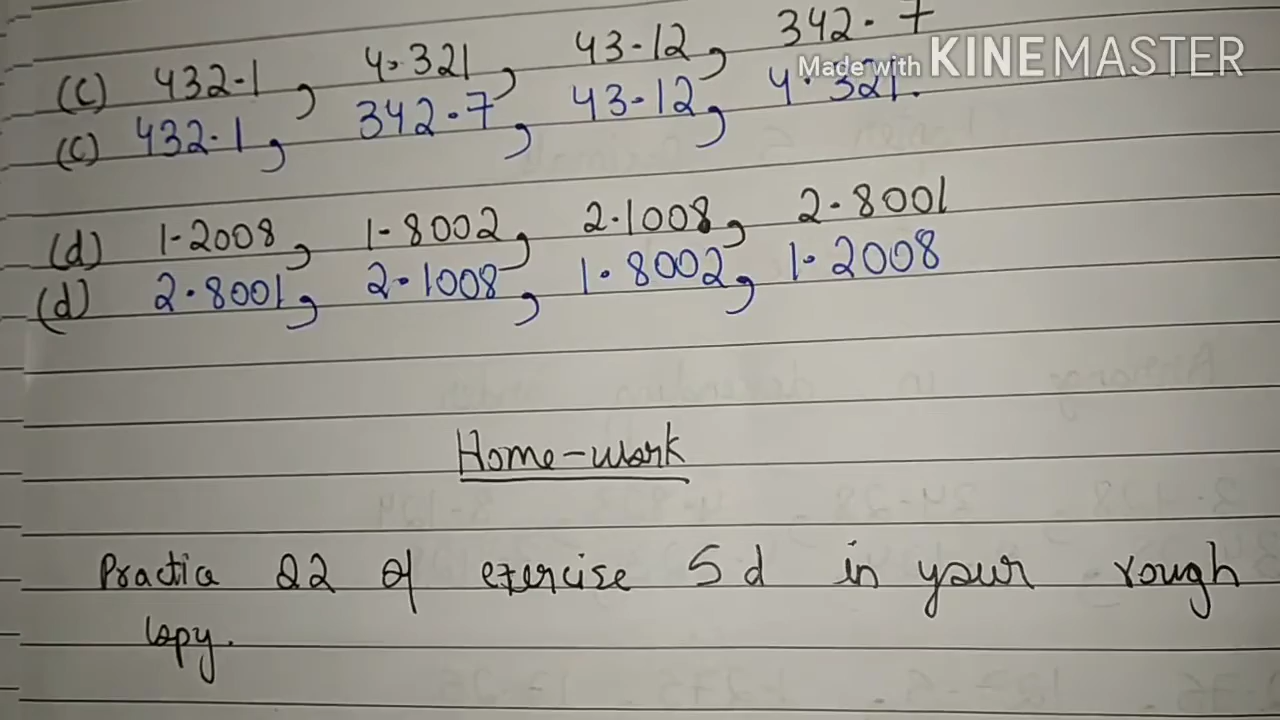 (c) 432.1, 4.321, 43.12, 342.7
Made with KINEMASTER
(c) 432.1, 342.7, 43.12, 4.321.
(d) 1.2008, 1.8002, 2.1008, 2.8001
(d) 2.8001, 2.1008, 1.8002, 1.2008
Home-work
Practice Q2 of exercise 5d in your rough
copy.